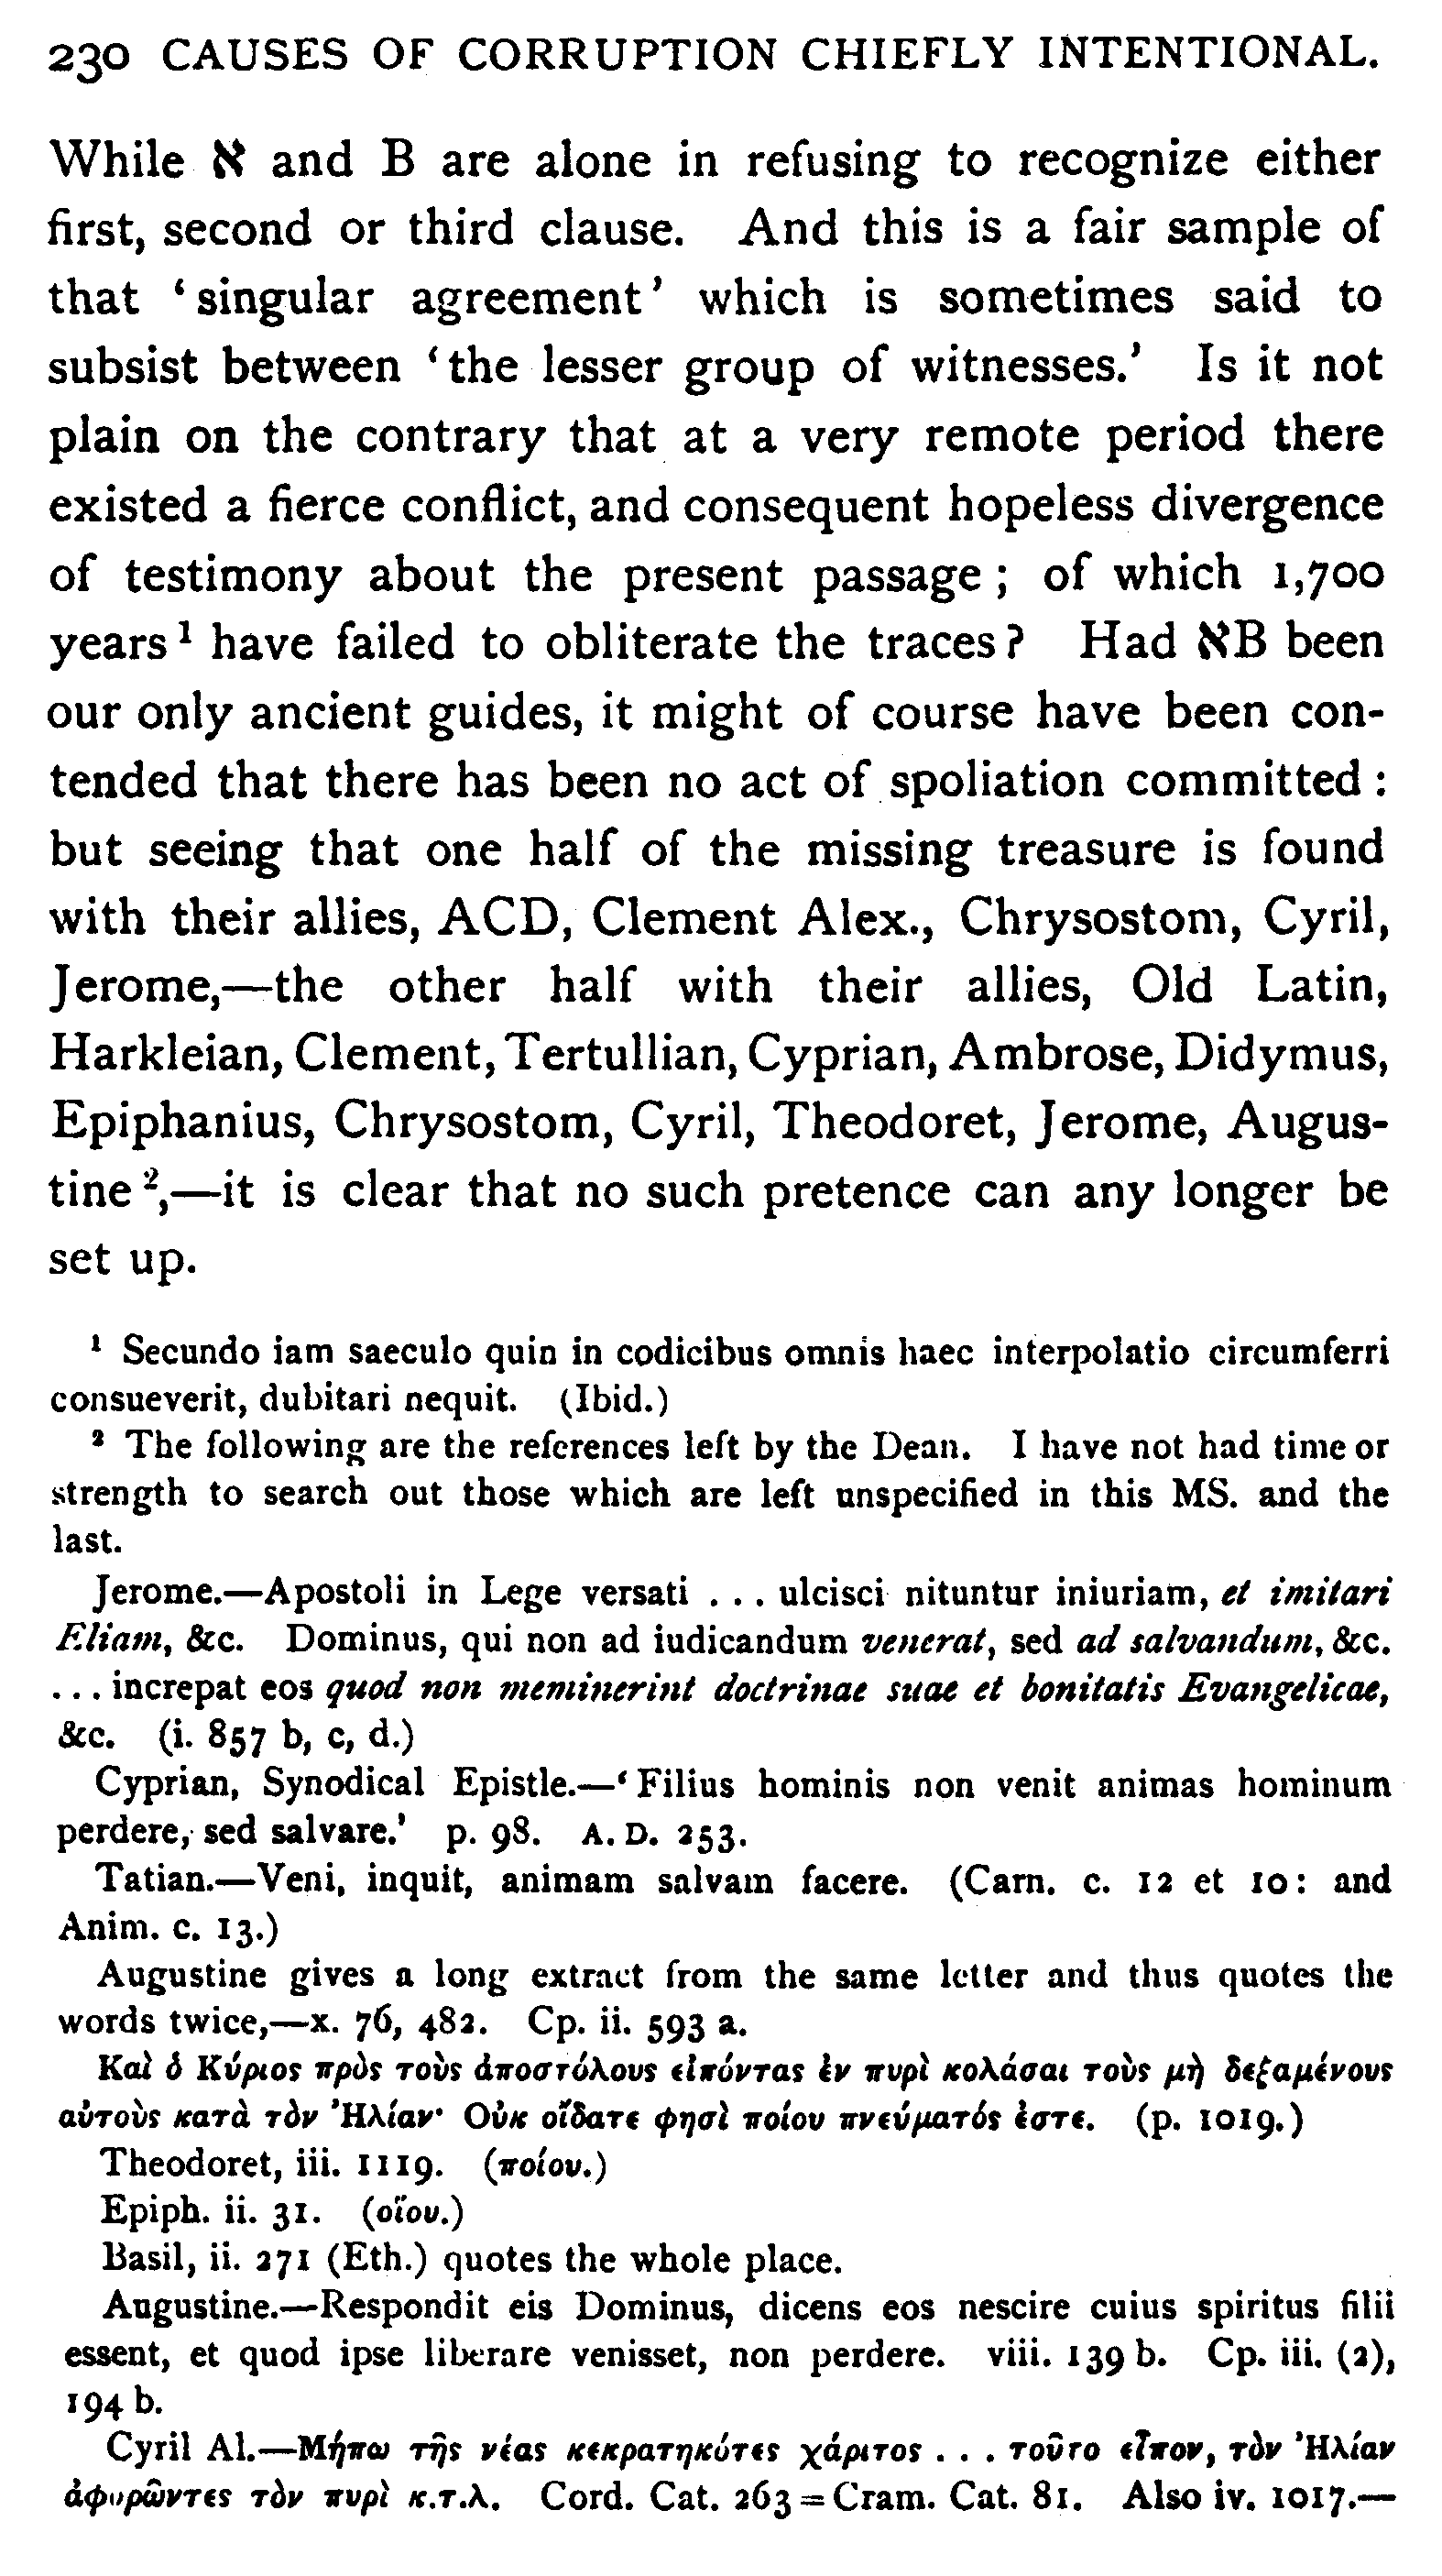 230 CAUSES OF CORRUPTION CHIEFLY INTENTIONAL.
While א and B are alone in refusing to recognize either
first, second or third clause. And this is a fair sample of
that ‘singular agreement’ which is sometimes said to
subsist between ‘the lesser group of witnesses.’ Is it not
plain on the contrary that at a very remote period there
existed a fierce conflict, and consequent hopeless divergence
of testimony about the present passage; of which 1,700
years¹ have failed to obliterate the traces? Had אB been
our only ancient guides, it might of course have been con-
tended that there has been no act of spoliation committed:
but seeing that one half of the missing treasure is found
with their allies, ACD, Clement Alex., Chrysostom, Cyril,
Jerome,—the other half with their allies, Old Latin,
Harkleian, Clement, Tertullian, Cyprian, Ambrose, Didymus,
Epiphanius, Chrysostom, Cyril, Theodoret, Jerome, Augus-
tine²,—it is clear that no such pretence can any longer be
set up.
¹ Secundo iam saeculo quin in codicibus omnis haec interpolatio circumferri
consueverit, dubitari nequit. (Ibid.)
² The following are the references left by the Dean. I have not had time or
strength to search out those which are left unspecified in this MS. and the
last.
Jerome.—Apostoli in Lege versati ... ulcisci nituntur iniuriam, et imitari
Eliam, &c. Dominus, qui non ad iudicandum venerat, sed ad salvandum, &c.
... increpat eos quod non meminerint doctrinae suae et bonitatis Evangelicae,
&c. (i. 857 b, c, d.)
Cyprian, Synodical Epistle.—‘Filius hominis non venit animas hominum
perdere, sed salvare.’ p. 98. A.D. 253.
Tatian.—Veni, inquit, animam salvam facere. (Carn. c. 12 et 10: and
Anim. c. 13.)
Augustine gives a long extract from the same letter and thus quotes the
words twice,—x. 76, 482. Cp. ii. 593 a.
Καὶ ὁ Κύριος πρὸς τοὺς ἀποστόλους εἰπόντας ἐν πυρὶ κολάσαι τοὺς μὴ δεξαμένους
αὐτοὺς κατὰ τὸν Ἠλίαν· Οὐκ οἴδατε φησὶ ποίου πνεύματός ἐστε. (p. 1019.)
Theodoret, iii. 1119. (ποίου.)
Epiph. ii. 31. (οἵου.)
Basil, ii. 271 (Eth.) quotes the whole place.
Augustine.—Respondit eis Dominus, dicens eos nescire cuius spiritus filii
essent, et quod ipse liberare venisset, non perdere. viii. 139 b. Cp. iii. (2),
194 b.
Cyril Al.—Μήπω τῆς νέας κεκρατηκότες χάριτος ... τοῦτο εἶπον, τὸν Ἠλίαν
ἀφορῶντες τὸν πυρὶ κ.τ.λ. Cord. Cat. 263 = Cram. Cat. 81. Also iv. 1017.—